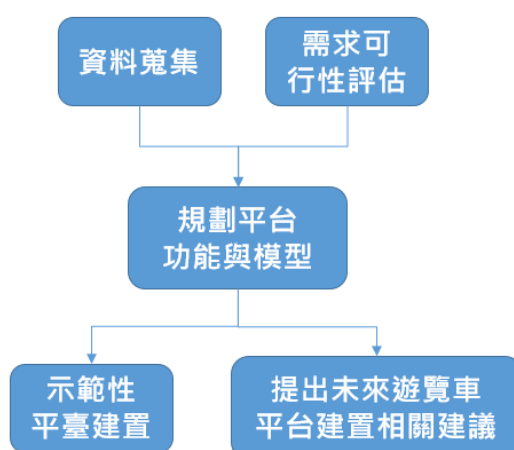 資料蒐集
需求可
行性評估
規劃平台
功能與模型
示範性
平臺建置
提出未來遊覽車
平台建置相關建議